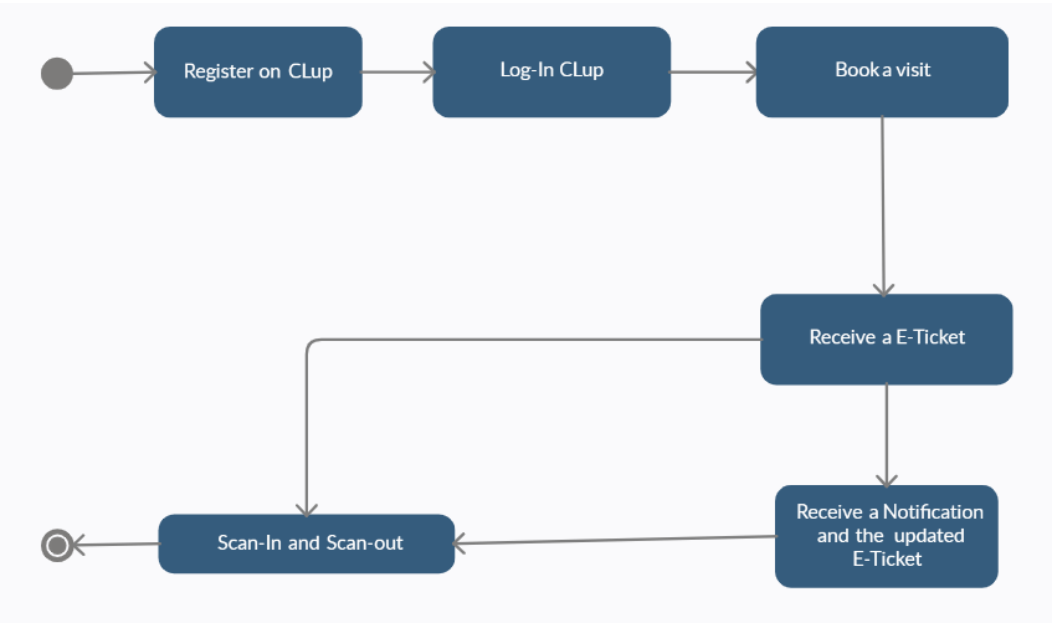 Register on CLup
Log-In CLup
Book a visit
Receive a E-Ticket
Receive a Notification
and the updated
E-Ticket
Scan-In and Scan-out